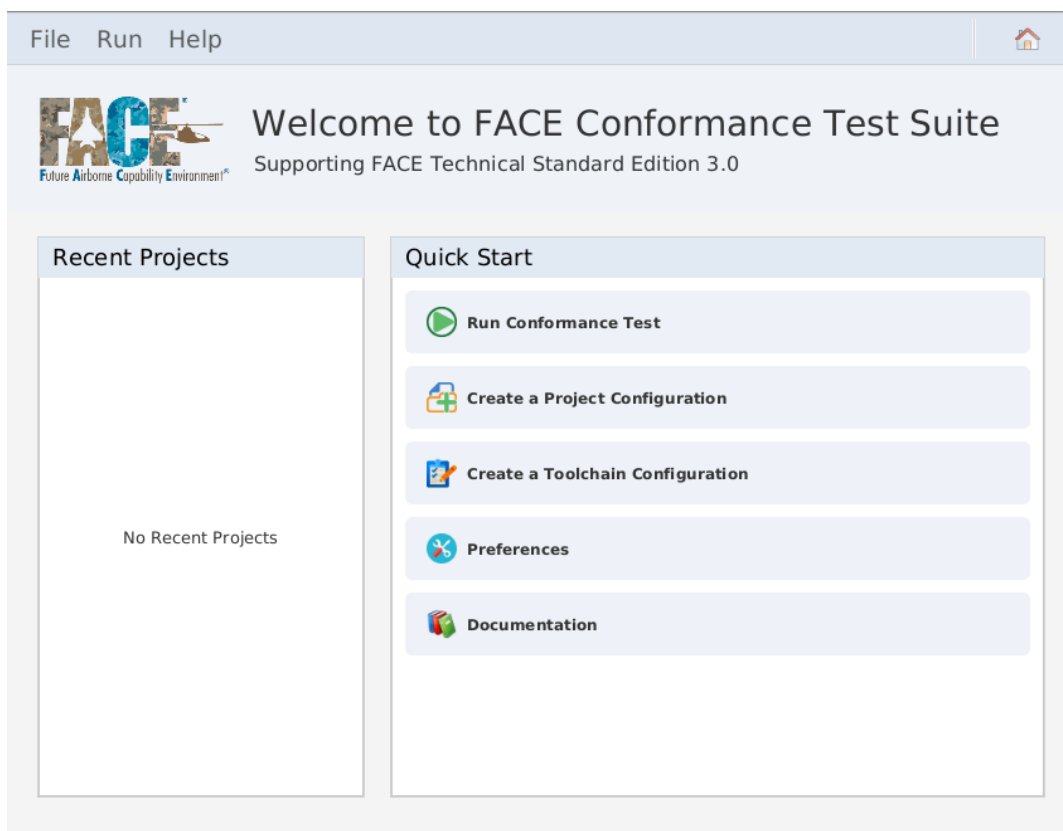 File Run Help
FACE
Future Airborne Capability Environment
Welcome to FACE Conformance Test Suite
Supporting FACE Technical Standard Edition 3.0
Recent Projects
No Recent Projects
Quick Start
Run Conformance Test
Create a Project Configuration
Create a Toolchain Configuration
Preferences
Documentation